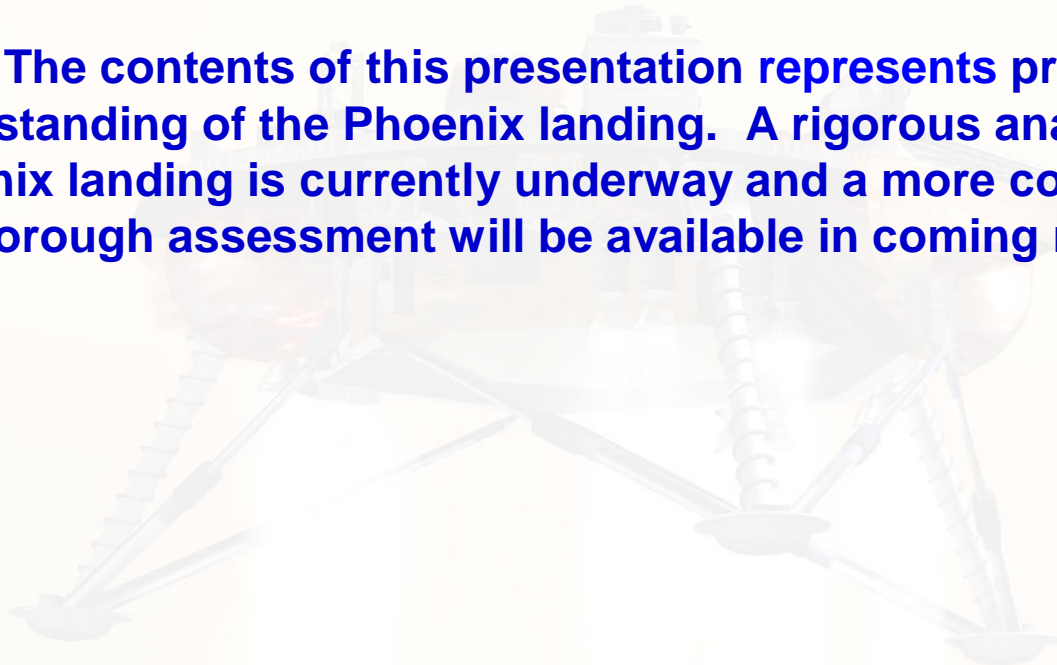 The contents of this presentation represents pr
standing of the Phoenix landing. A rigorous ana
nix landing is currently underway and a more co
orough assessment will be available in coming